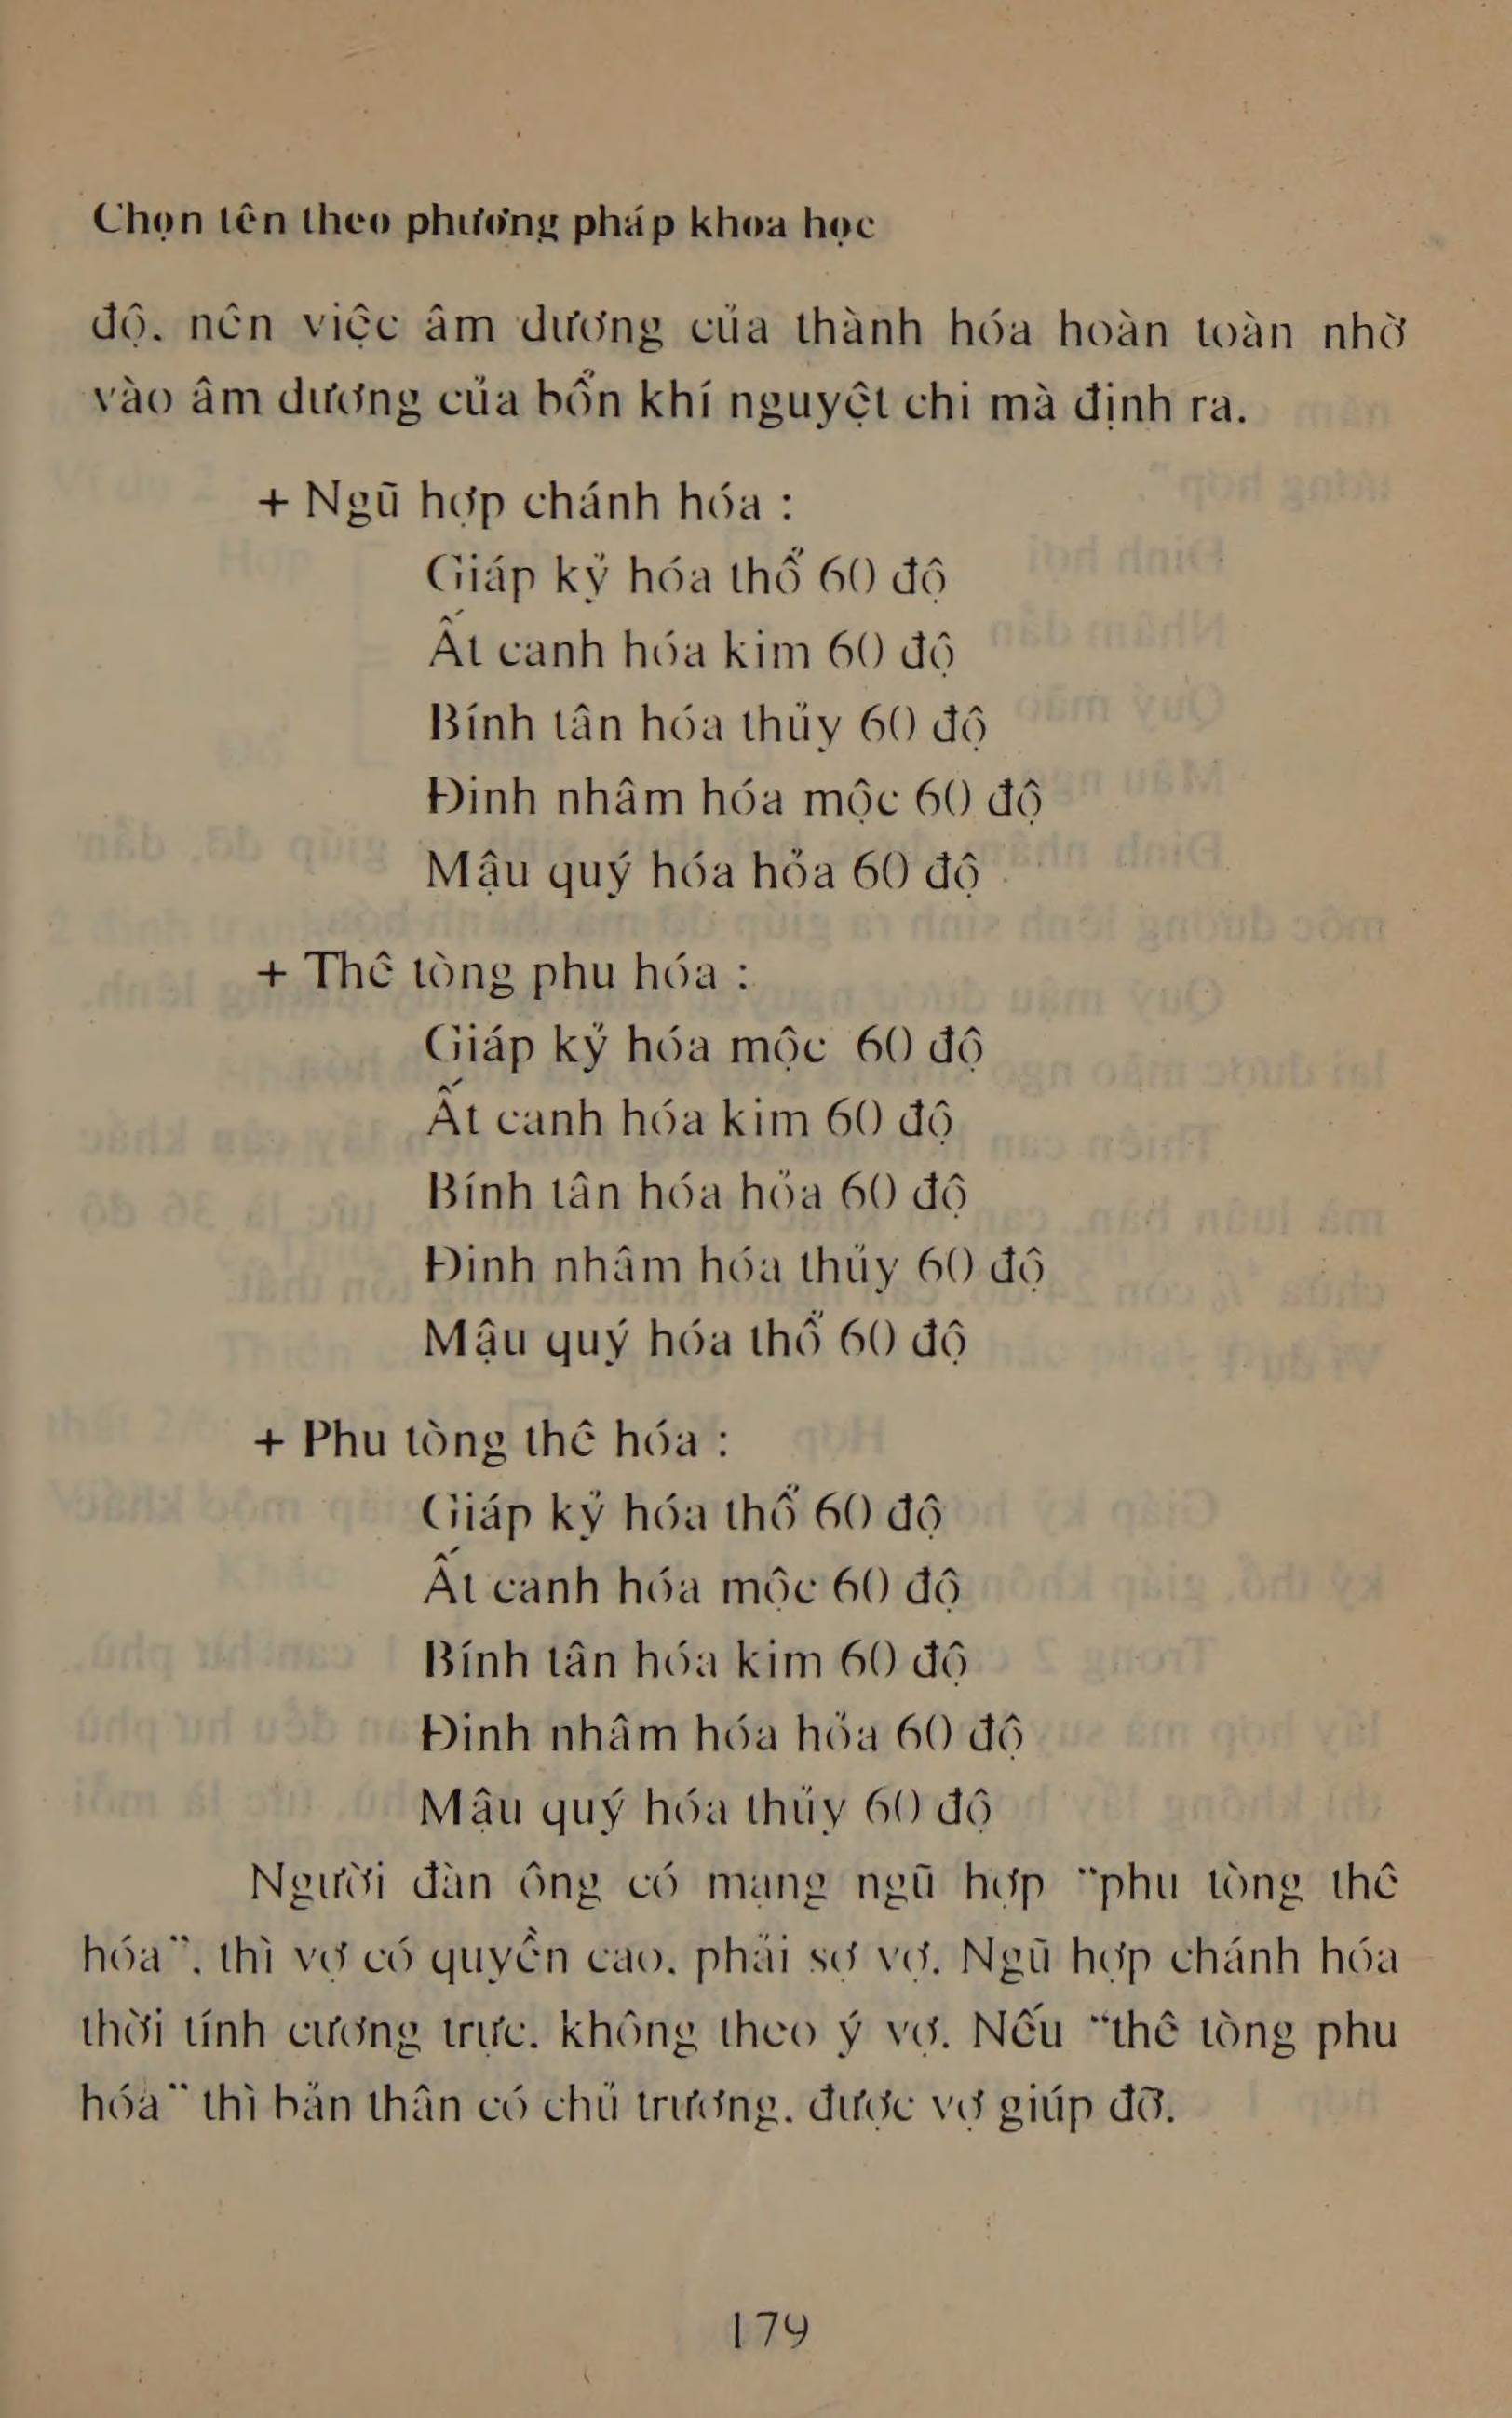 Chọn tên theo phương pháp khoa học
độ, nên việc âm dương của thành hóa hoàn toàn nhờ
vào âm dương của bổn khí nguyệt chi mà định ra.
+ Ngũ hợp chánh hóa :
Giáp kỷ hóa thổ 60 độ
Ất canh hóa kim 60 độ
Bính tân hóa thủy 60 độ
Đinh nhâm hóa mộc 60 độ
Mậu quý hóa hỏa 60 độ
+ Thê tòng phu hóa :
Giáp kỷ hóa mộc 60 độ
Ất canh hóa kim 60 độ
Bính tân hóa hỏa 60 độ
Đinh nhâm hóa thủy 60 độ
Mậu quý hóa thổ 60 độ
+ Phu tòng thê hóa :
Giáp kỷ hóa thổ 60 độ
Ất canh hóa mộc 60 độ
Bính tân hóa kim 60 độ
Đinh nhâm hóa hỏa 60 độ
Mậu quý hóa thủy 60 độ
Người đàn ông có mạng ngũ hợp "phu tòng thê
hóa", thì vợ có quyền cao, phải sợ vợ. Ngũ hợp chánh hóa
thời tính cương trực, không theo ý vợ. Nếu "thê tòng phu
hóa" thì bản thân có chủ trương, được vợ giúp đỡ.
179